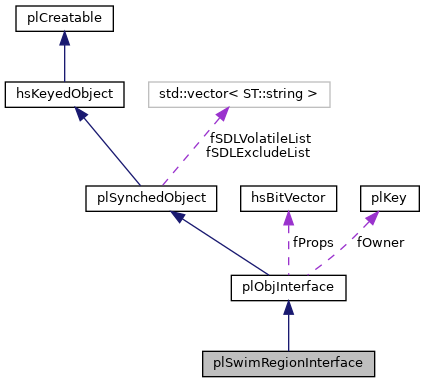 plCreatable
hsKeyedObject
std::vector< ST::string >
fSDLVolatileList
fSDLExcludeList
plSynchedObject
hsBitVector
plKey
fProps
fOwner
plObjInterface
plSwimRegionInterface